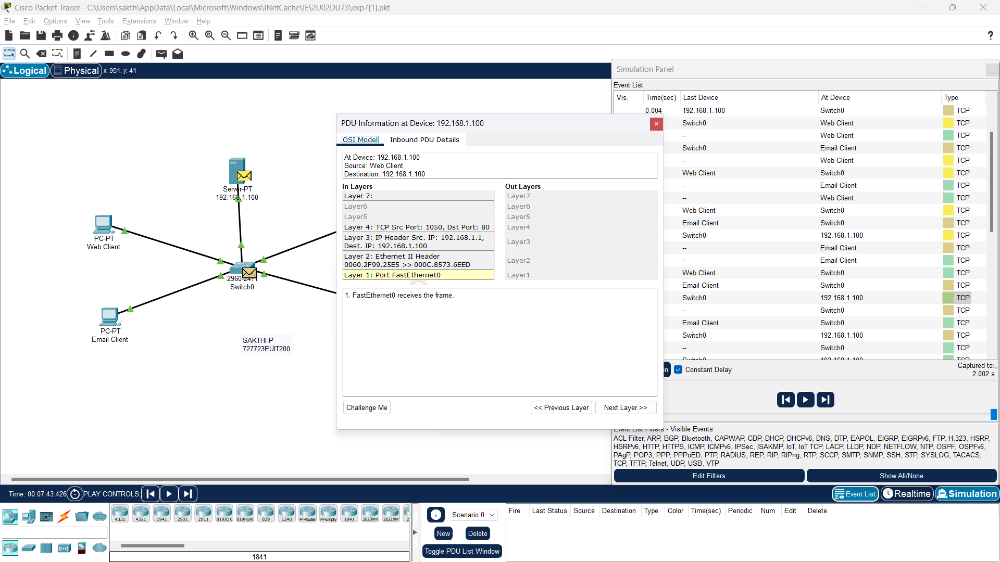 Cisco Packet Tracer - C:\Users\sakth\AppData\Local\Microsoft\Windows\INetCache\IE\2U02DU73\exp7[1].pkt
File Edit Options View Tools Extensions Window Help
?
Logical Physical x: 951, y: 41
Server-PT
192.168.1.100
PC-PT
Web Client
2960-24TT
Switch0
PC-PT
Email Client
SAKTHI P
727723EUIT200
PDU Information at Device: 192.168.1.100
OSI Model Inbound PDU Details
At Device: 192.168.1.100
Source: Web Client
Destination: 192.168.1.100
In Layers Out Layers
Layer 7: Layer7
Layer6 Layer6
Layer5 Layer5
Layer 4: TCP Src Port: 1050, Dst Port: 80 Layer4
Layer 3: IP Header Src. IP: 192.168.1.1,
Dest. IP: 192.168.1.100 Layer3
Layer 2: Ethernet II Header
0060.2F99.25E5 >> 000C.8573.6EED Layer2
Layer 1: Port FastEthernet0 Layer1
1. FastEthernet0 receives the frame.
Challenge Me << Previous Layer Next Layer >>
Simulation Panel
Event List
Vis. Time(sec) Last Device At Device Type
0.004 192.168.1.100 Switch0 TCP
Switch0 Web Client TCP
-- Web Client TCP
Switch0 Email Client TCP
-- Web Client TCP
Web Client Switch0 TCP
-- Email Client TCP
-- Web Client TCP
Web Client Switch0 TCP
Email Client Switch0 TCP
Switch0 192.168.1.100 TCP
-- Email Client TCP
-- Email Client TCP
Web Client Switch0 TCP
Email Client Switch0 TCP
Switch0 192.168.1.100 TCP
-- Switch0 TCP
Email Client Switch0 TCP
Switch0 192.168.1.100 TCP
-- Switch0 TCP
Switch0 192.168.1.100 TCP
Constant Delay Captured to:
2.002 s
Event List Filters - Visible Events
ACL Filter, ARP, BGP, Bluetooth, CAPWAP, CDP, DHCP, DHCPv6, DNS, DTP, EAPOL, EIGRP, EIGRPv6, FTP, H.323, HSRP,
HSRPv6, HTTP, HTTPS, ICMP, ICMPv6, IPSec, ISAKMP, IoT, IoT TCP, LACP, LLDP, NDP, NETFLOW, NTP, OSPF, OSPFv6,
PAgP, POP3, PPP, PPPoED, PTP, RADIUS, REP, RIP, RIPng, RTP, SCCP, SMTP, SNMP, SSH, STP, SYSLOG, TACACS,
TCP, TFTP, Telnet, UDP, USB, VTP
Edit Filters Show All/None
Time: 00:07:43.426 PLAY CONTROLS: Event List Realtime Simulation
4331 4321 1941 2901 2911 819IOX 819HGW 829 1240 PT-Router PT-Empty 1841 2620XM 2621XM
1841
Scenario 0
New Delete
Toggle PDU List Window
Fire Last Status Source Destination Type Color Time(sec) Periodic Num Edit Delete